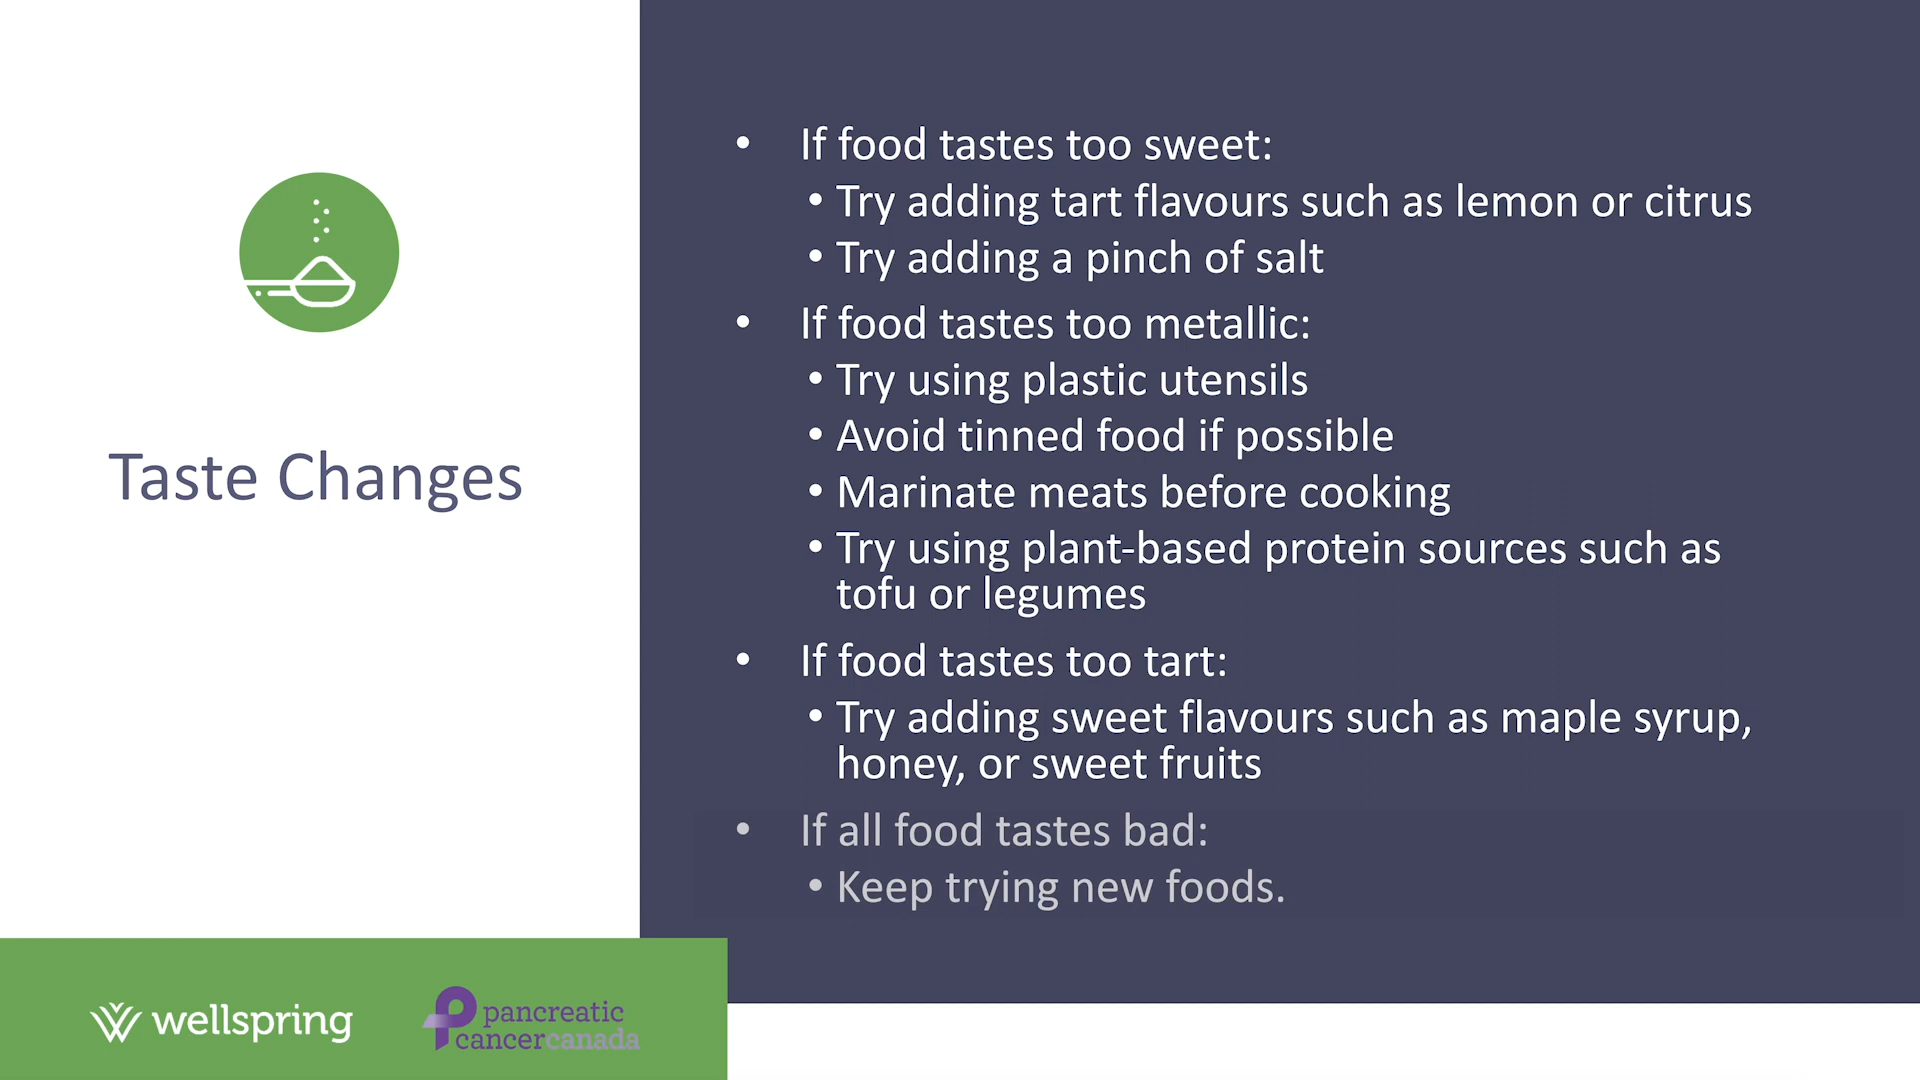 Taste Changes
• If food tastes too sweet:
• Try adding tart flavours such as lemon or citrus
• Try adding a pinch of salt
• If food tastes too metallic:
• Try using plastic utensils
• Avoid tinned food if possible
• Marinate meats before cooking
• Try using plant-based protein sources such as
tofu or legumes
• If food tastes too tart:
• Try adding sweet flavours such as maple syrup,
honey, or sweet fruits
• If all food tastes bad:
• Keep trying new foods.
wellspring
pancreatic
cancercanada